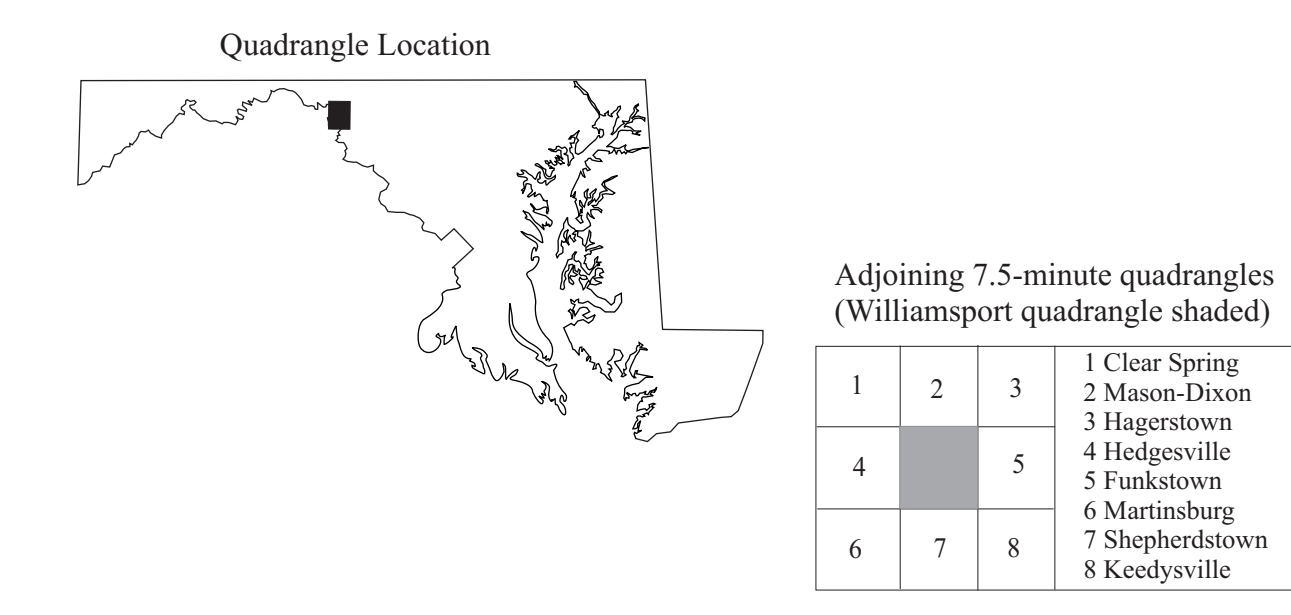 Quadrangle Location
Adjoining 7.5-minute quadrangles
(Williamsport quadrangle shaded)
1 2 3
4 5
6 7 8
1 Clear Spring
2 Mason-Dixon
3 Hagerstown
4 Hedgesville
5 Funkstown
6 Martinsburg
7 Shepherdstown
8 Keedysville